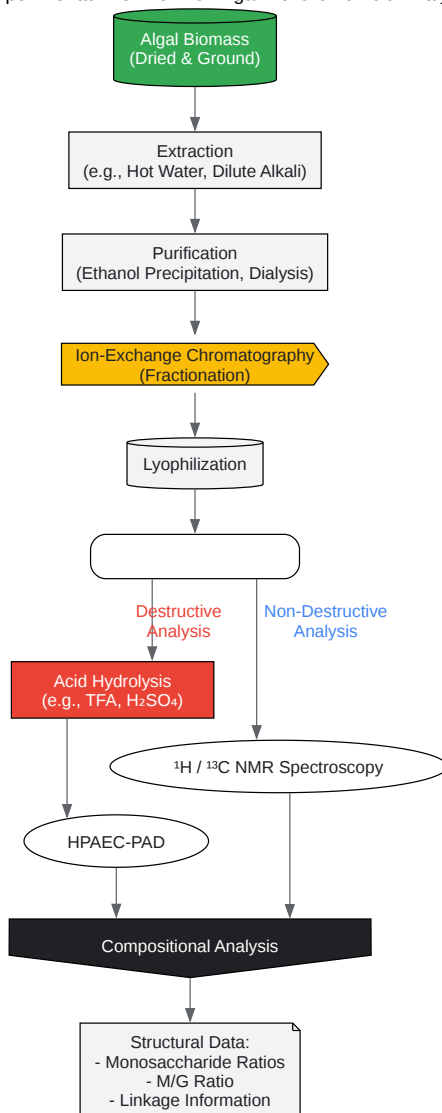 Algal Biomass
(Dried & Ground)
Extraction
(e.g., Hot Water, Dilute Alkali)
Purification
(Ethanol Precipitation, Dialysis)
Ion-Exchange Chromatography
(Fractionation)
Lyophilization
Destructive
Analysis
Non-Destructive
Analysis
Acid Hydrolysis
(e.g., TFA, H₂SO₄)
¹H / ¹³C NMR Spectroscopy
HPAEC-PAD
Compositional Analysis
Structural Data:
- Monosaccharide Ratios
- M/G Ratio
- Linkage Information